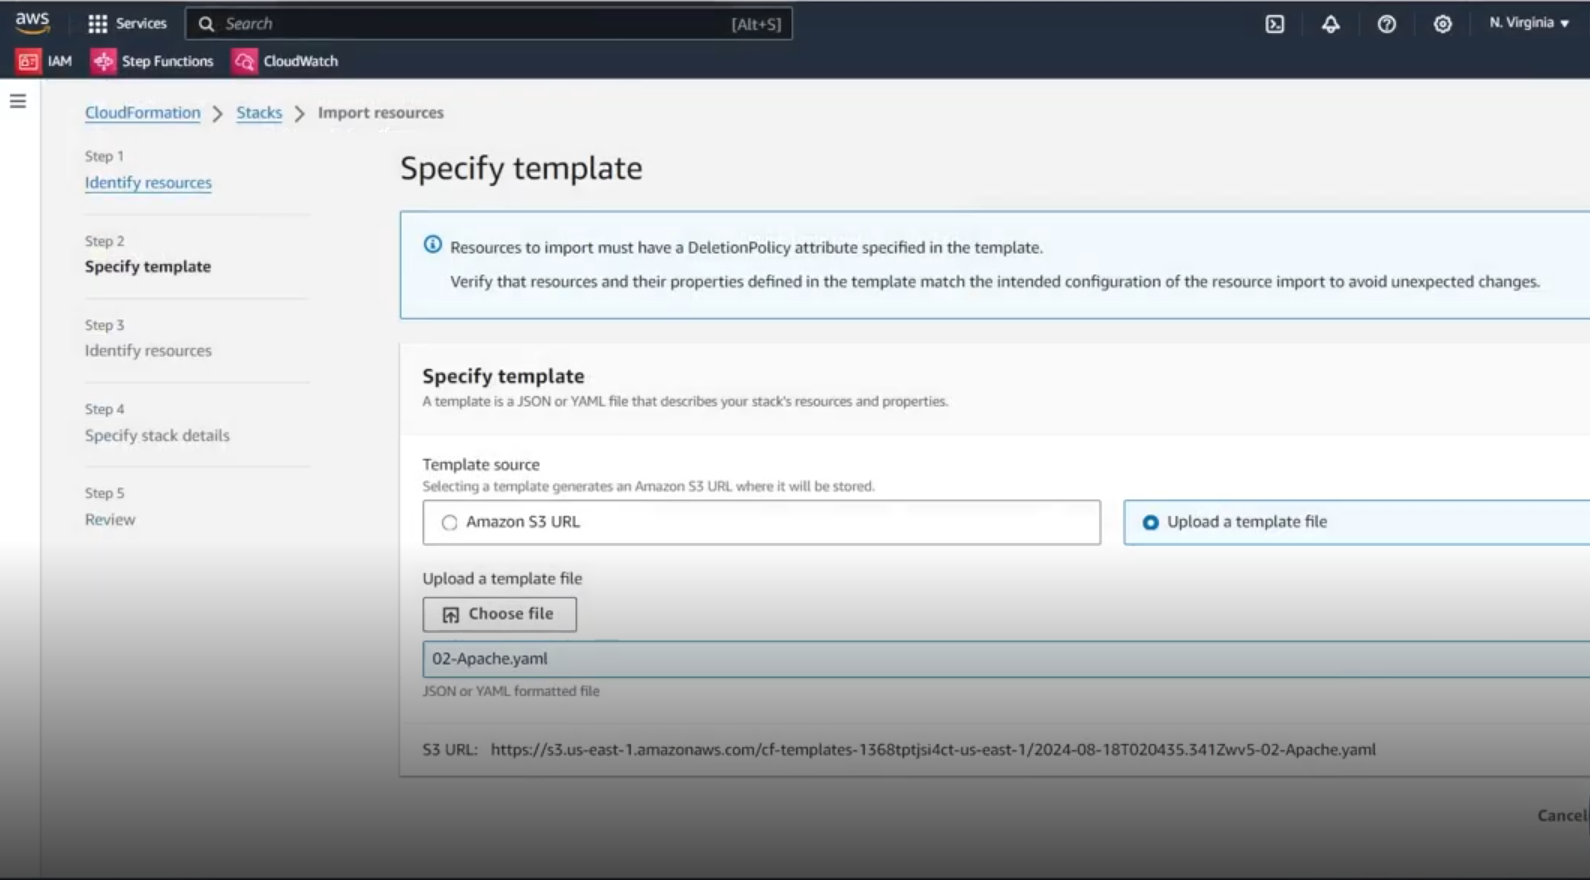 aws
Services
Search
[Alt+S]
N. Virginia
IAM
Step Functions
CloudWatch
CloudFormation
Stacks
Import resources
Step 1
Identify resources
Step 2
Specify template
Step 3
Identify resources
Step 4
Specify stack details
Step 5
Review
Specify template
Resources to import must have a DeletionPolicy attribute specified in the template.
Verify that resources and their properties defined in the template match the intended configuration of the resource import to avoid unexpected changes.
Specify template
A template is a JSON or YAML file that describes your stack's resources and properties.
Template source
Selecting a template generates an Amazon S3 URL where it will be stored.
Amazon S3 URL
Upload a template file
Upload a template file
Choose file
02-Apache.yaml
JSON or YAML formatted file
S3 URL: https://s3.us-east-1.amazonaws.com/cf-templates-1368tptjsi4ct-us-east-1/2024-08-18T020435.341Zwv5-02-Apache.yaml
Cancel